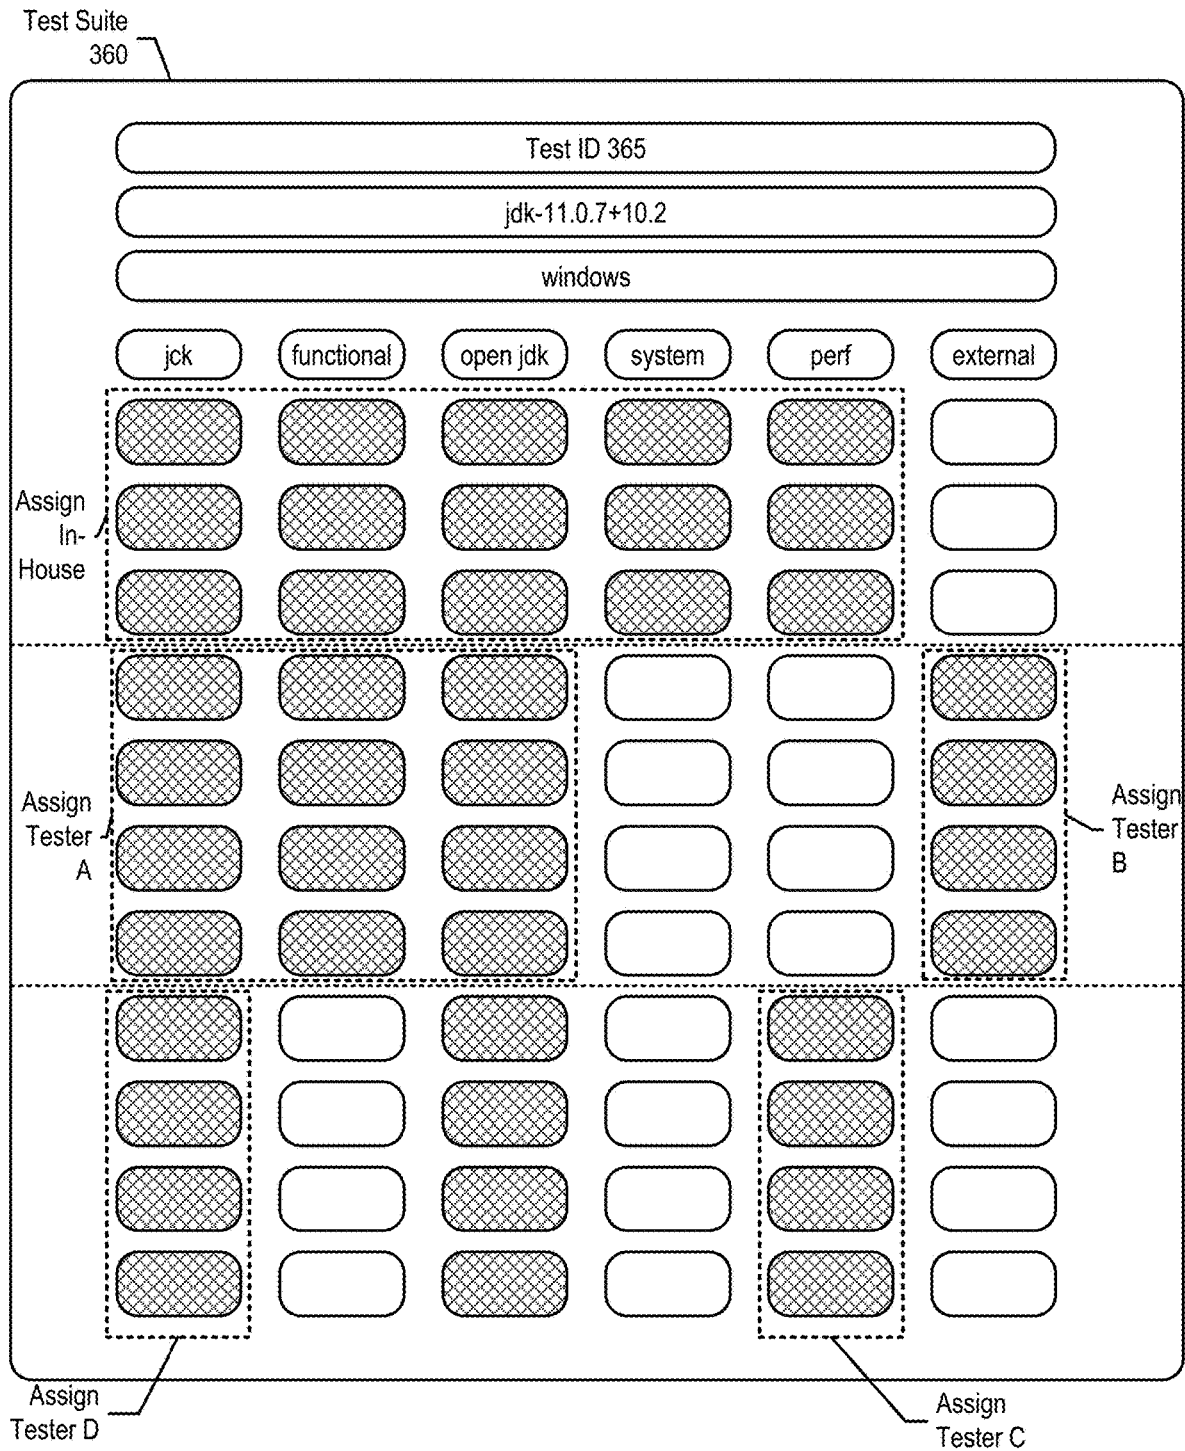 Test Suite
360
Test ID 365
jdk-11.0.7+10.2
windows
jck
functional
open jdk
system
perf
external
Assign
In-
House
Assign
Tester
A
Assign
Tester
B
Assign
Tester D
Assign
Tester C